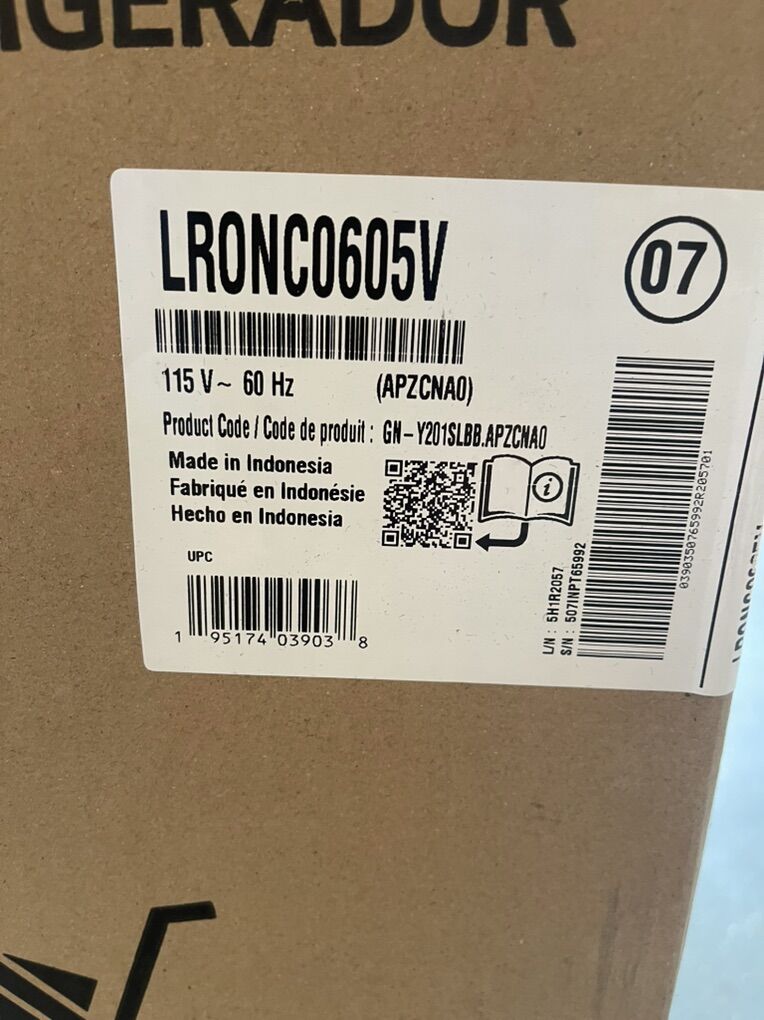 LRONC0605V
07
115 V~ 60 Hz (APZCNA0)
Product Code / Code de produit : GN-Y201SLBB.APZCNA0
Made in Indonesia
Fabriqué en Indonésie
Hecho en Indonesia
UPC
1 95174 03903 8
L/N : 5H1R2057
S/N : 507INPT65992
0390350765992R205701